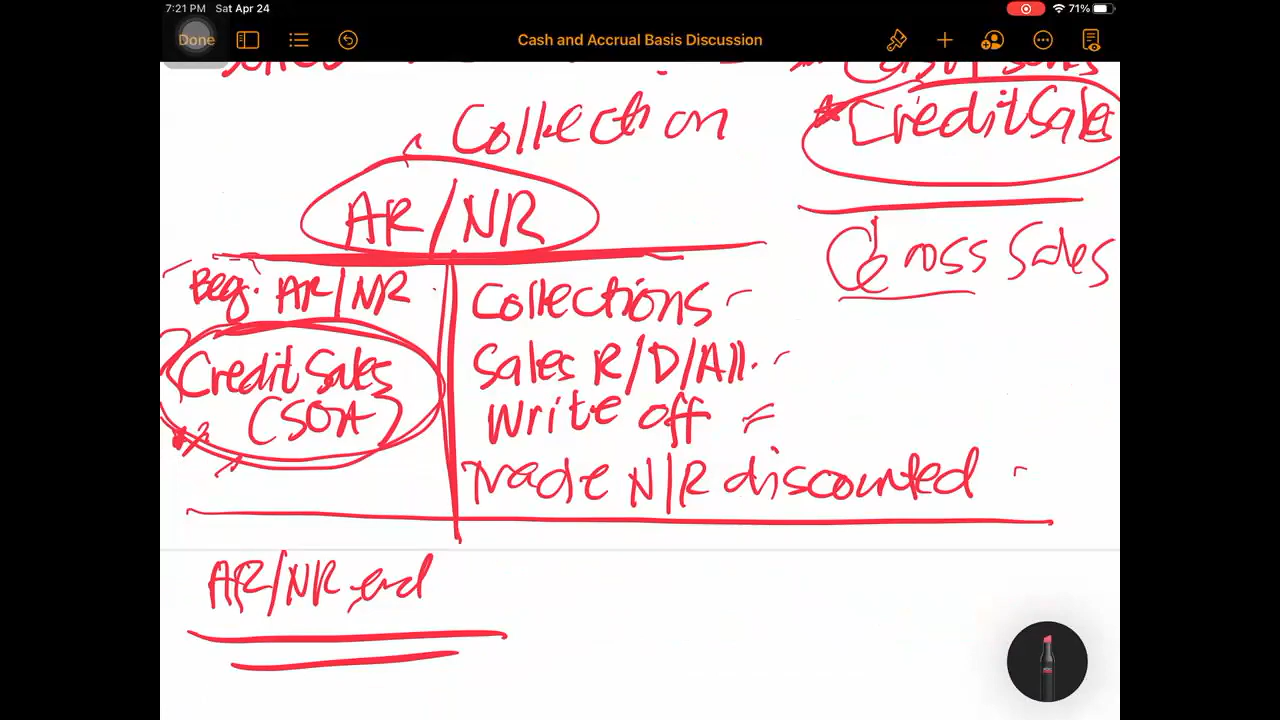 7:21 PM Sat Apr 24
71%
Done
Cash and Accrual Basis Discussion
Collection
Credit Sales
AR/NR
Gross Sales
Beg. AR/NR
Collections
Credit Sales
(SOA)
Sales R/D/All.
Write off
Trade N/R discounted
AR/NR end